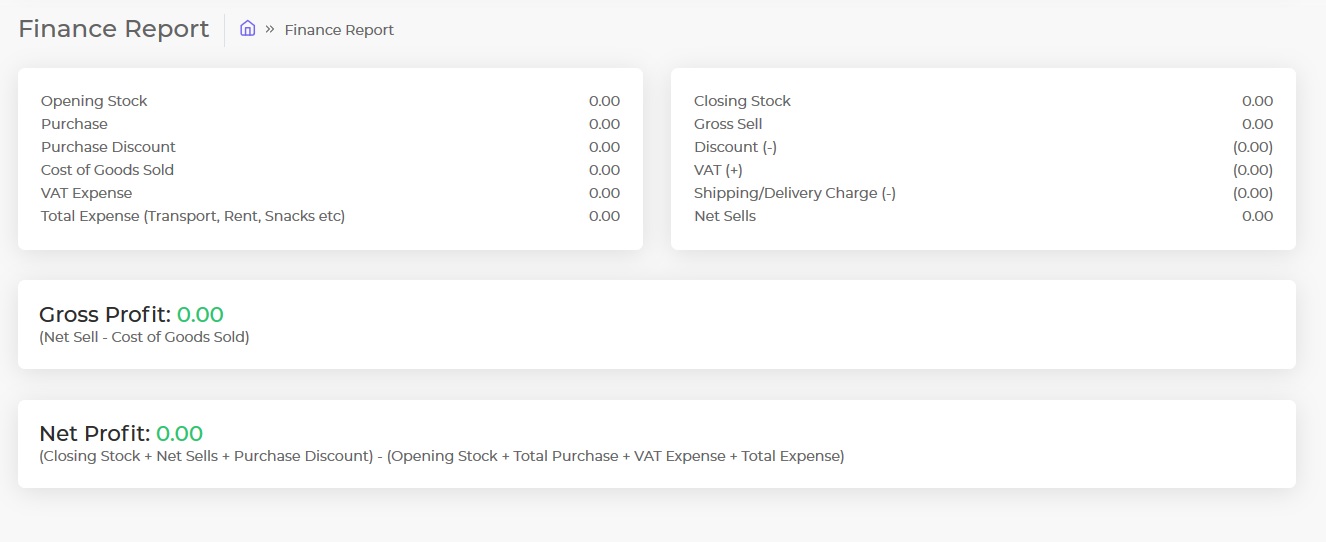 Finance Report » Finance Report
Opening Stock 0.00
Purchase 0.00
Purchase Discount 0.00
Cost of Goods Sold 0.00
VAT Expense 0.00
Total Expense (Transport, Rent, Snacks etc) 0.00
Closing Stock 0.00
Gross Sell 0.00
Discount (-) (0.00)
VAT (+) (0.00)
Shipping/Delivery Charge (-) (0.00)
Net Sells 0.00
Gross Profit: 0.00
(Net Sell - Cost of Goods Sold)
Net Profit: 0.00
(Closing Stock + Net Sells + Purchase Discount) - (Opening Stock + Total Purchase + VAT Expense + Total Expense)